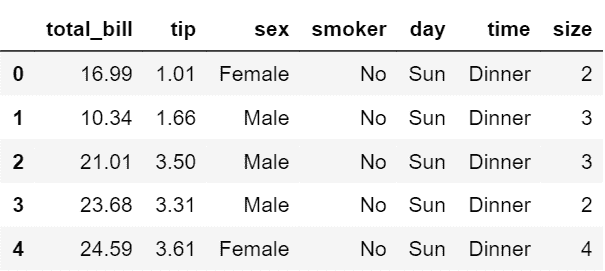 total_bill tip sex smoker day time size
0 16.99 1.01 Female No Sun Dinner 2
1 10.34 1.66 Male No Sun Dinner 3
2 21.01 3.50 Male No Sun Dinner 3
3 23.68 3.31 Male No Sun Dinner 2
4 24.59 3.61 Female No Sun Dinner 4